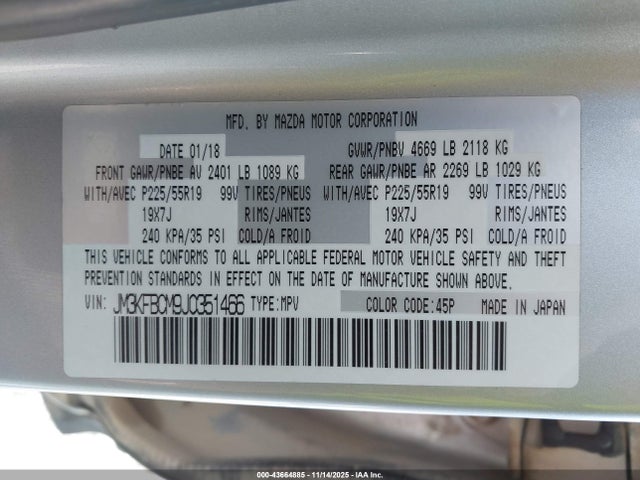 MFD. BY MAZDA MOTOR CORPORATION
DATE 01/18 GVWR/PNBV 4669 LB 2118 KG
FRONT GAWR/PNBE AV 2401 LB 1089 KG REAR GAWR/PNBE AR 2269 LB 1029 KG
WITH/AVEC P225/55R19 99V TIRES/PNEUS WITH/AVEC P225/55R19 99V TIRES/PNEUS
19X7J RIMS/JANTES 19X7J RIMS/JANTES
240 KPA/35 PSI COLD/A FROID 240 KPA/35 PSI COLD/A FROID
THIS VEHICLE CONFORMS TO ALL APPLICABLE FEDERAL MOTOR VEHICLE SAFETY AND THEFT
PREVENTION STANDARDS IN EFFECT ON THE DATE OF MANUFACTURE SHOWN ABOVE.
VIN: JM3KFBCM9J0351466 TYPE:MPV COLOR CODE:45P MADE IN JAPAN
000-43664885 - 11/14/2025 - IAA Inc.